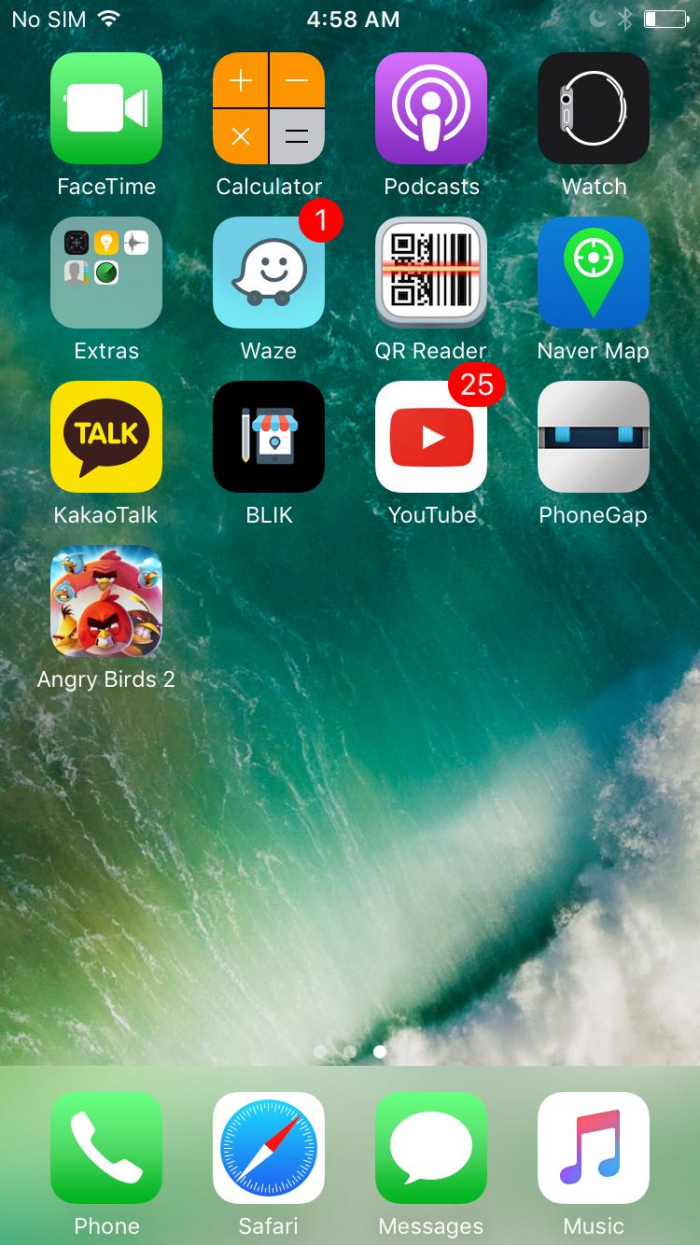 No SIM 4:58 AM
FaceTime Calculator Podcasts Watch
1
Extras Waze QR Reader Naver Map
25
TALK
KakaoTalk BLIK YouTube PhoneGap
Angry Birds 2
Phone Safari Messages Music